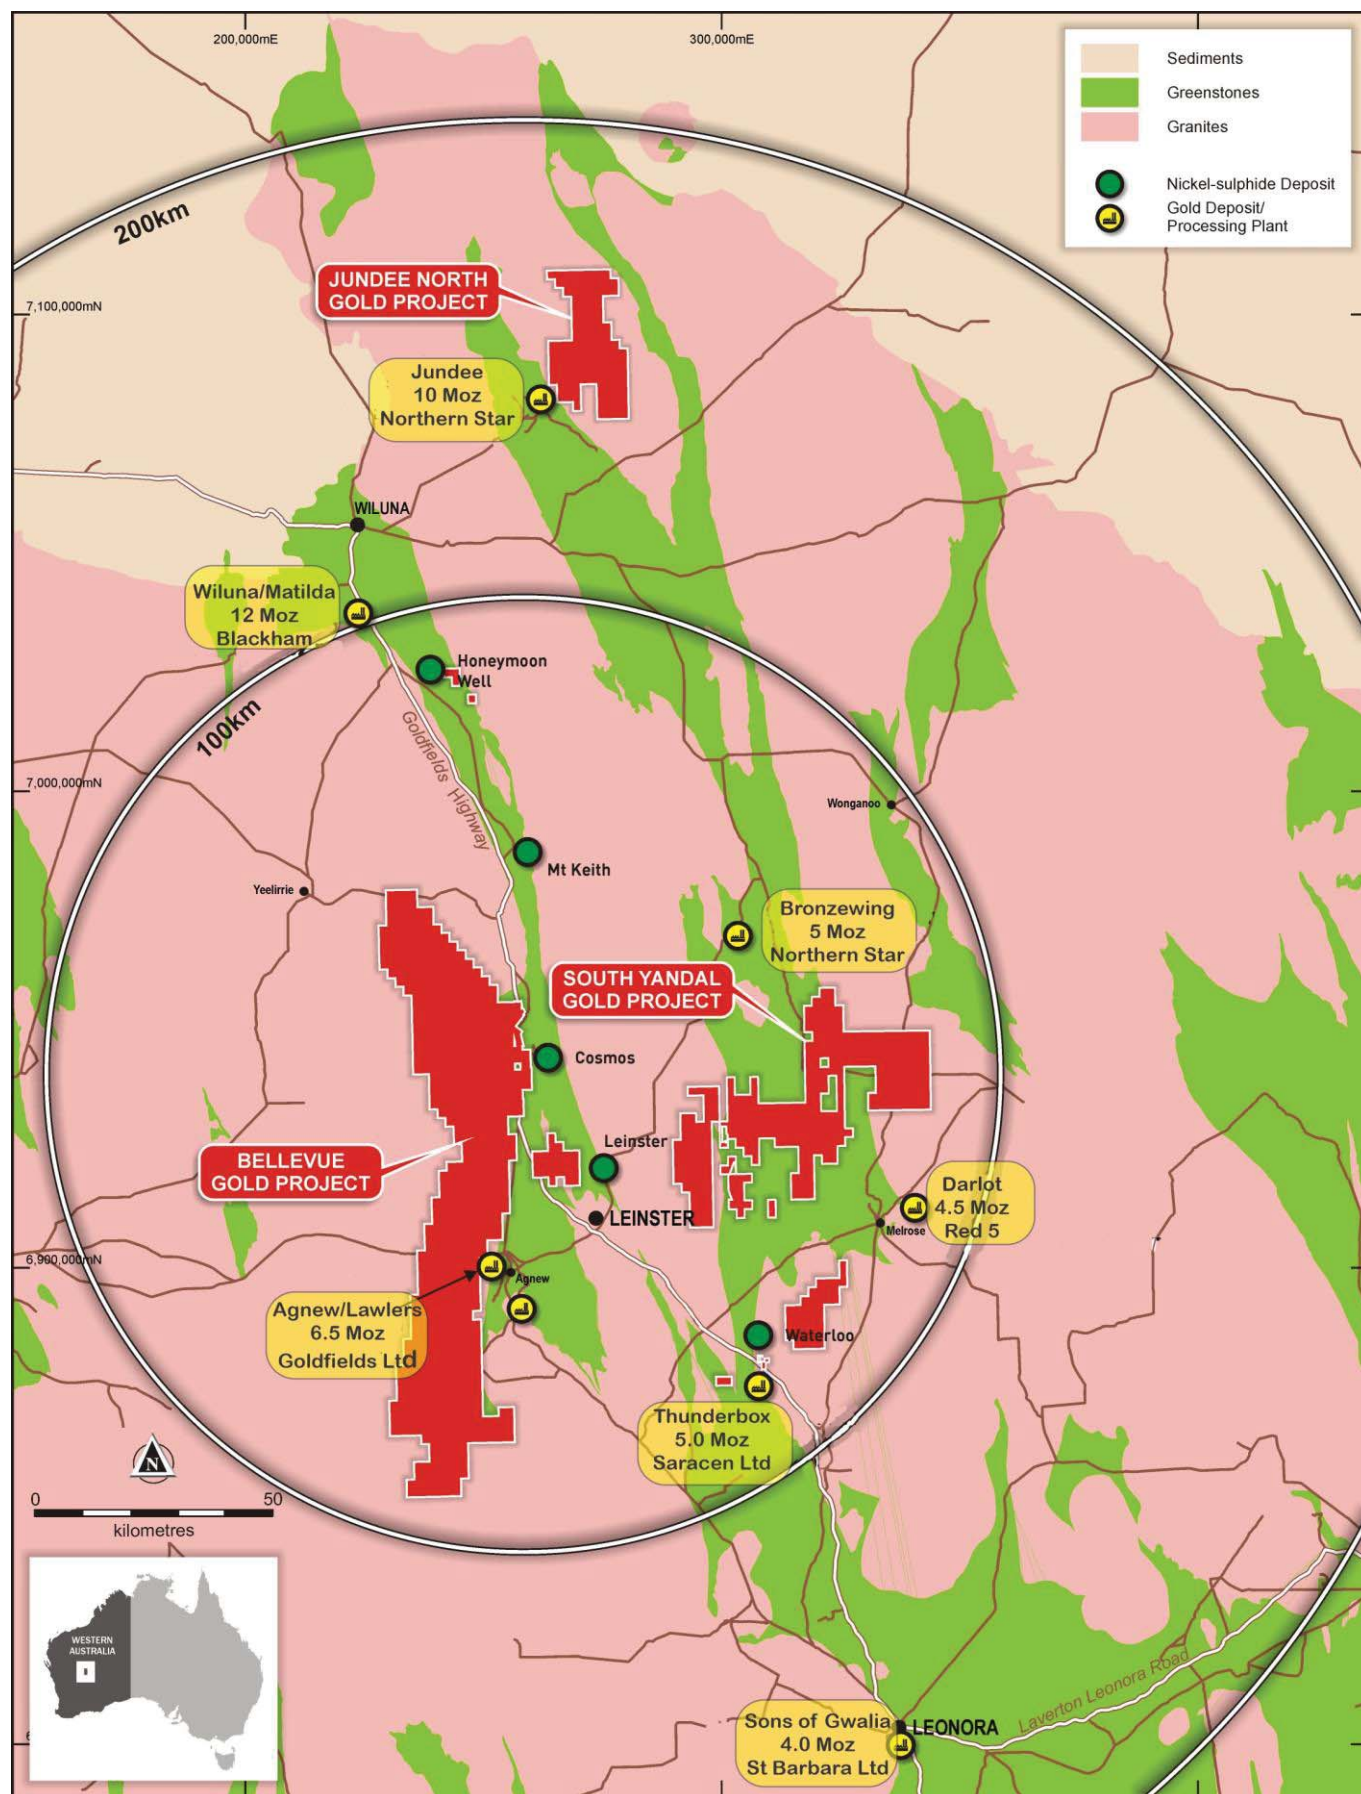 200,000mE
300,000mE
Sediments
Greenstones
Granites
Nickel-sulphide Deposit
Gold Deposit/
Processing Plant
200km
JUNDEE NORTH
GOLD PROJECT
7,100,000mN
Jundee
10 Moz
Northern Star
WILUNA
Wiluna/Matilda
12 Moz
Blackham
Honeymoon
Well
100km
Goldfields Highway
7,000,000mN
Wonganoo
Mt Keith
Yeelirrie
Bronzewing
5 Moz
Northern Star
SOUTH YANDAL
GOLD PROJECT
Cosmos
Leinster
BELLEVUE
GOLD PROJECT
LEINSTER
Darlot
4.5 Moz
Red 5
Melrose
6,900,000mN
Agnew
Agnew/Lawlers
6.5 Moz
Goldfields Ltd
Waterloo
Thunderbox
5.0 Moz
Saracen Ltd
N
0 50
kilometres
WESTERN
AUSTRALIA
Laverton Leonora Road
Sons of Gwalia
4.0 Moz
St Barbara Ltd
LEONORA